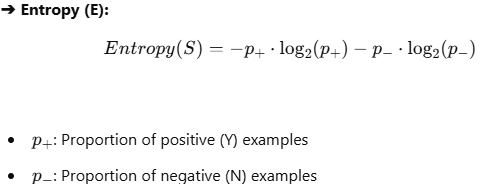 ➔ Entropy (E):
Entropy(S) = −p₊ · log₂(p₊) − p₋ · log₂(p₋)
• p₊: Proportion of positive (Y) examples
• p₋: Proportion of negative (N) examples